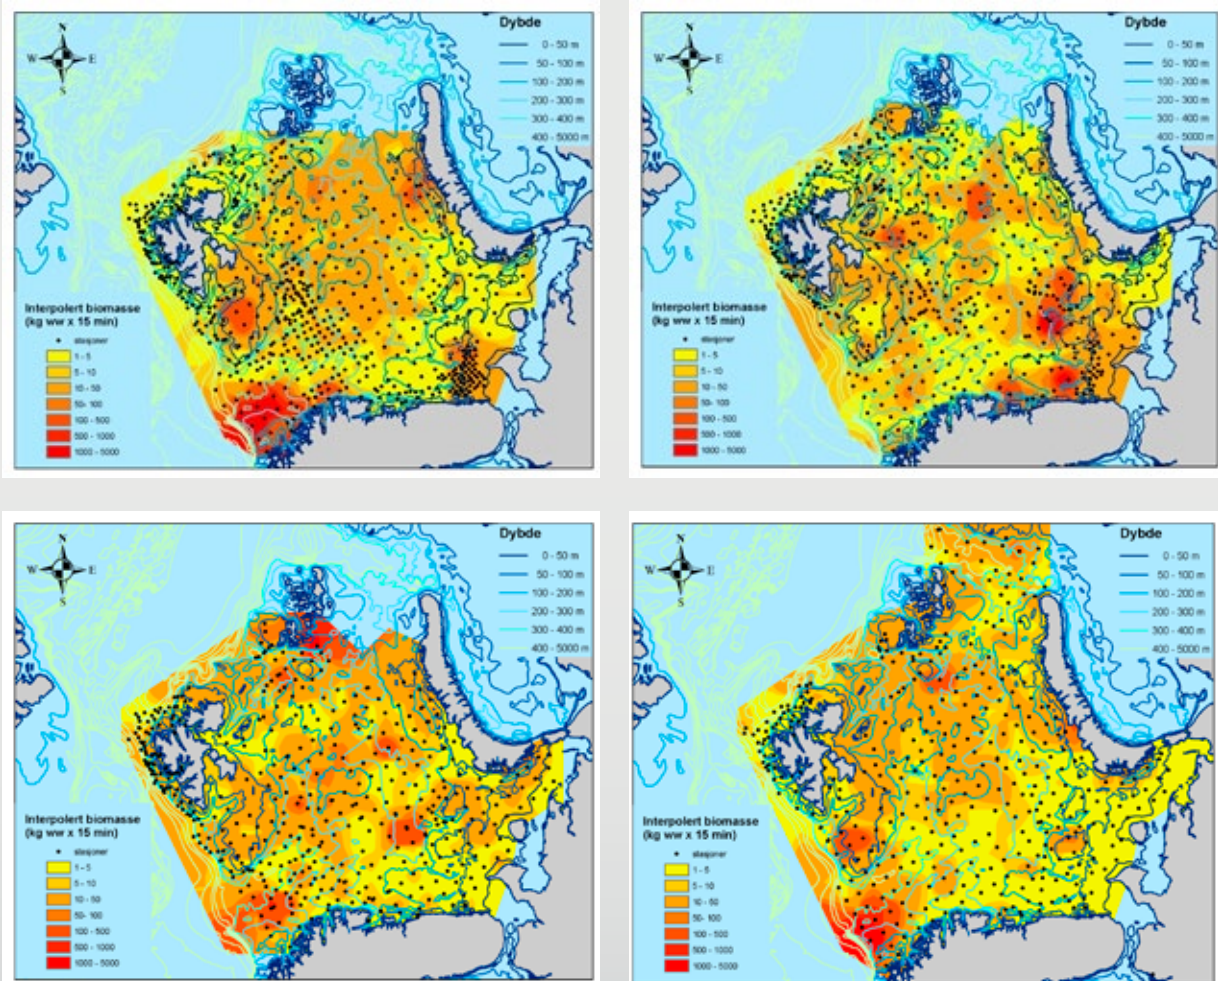 Dybde
N
W E
S
0 - 50 m
50 - 100 m
100 - 200 m
200 - 300 m
300 - 400 m
400 - 5000 m
Interpolert biomasse
(kg ww x 15 min)
stasjoner
1 - 5
5 - 10
10 - 50
50- 100
100 - 500
500 - 1000
1000 - 5000
Dybde
N
W E
S
0 - 50 m
50 - 100 m
100 - 200 m
200 - 300 m
300 - 400 m
400 - 5000 m
Interpolert biomasse
(kg ww x 15 min)
stasjoner
1 - 5
5 - 10
10 - 50
50- 100
100 - 500
500 - 1000
1000 - 5000
Dybde
N
W E
S
0 - 50 m
50 - 100 m
100 - 200 m
200 - 300 m
300 - 400 m
400 - 5000 m
Interpolert biomasse
(kg ww x 15 min)
stasjoner
1 - 5
5 - 10
10 - 50
50- 100
100 - 500
500 - 1000
1000 - 5000
Dybde
N
W E
S
0 - 50 m
50 - 100 m
100 - 200 m
200 - 300 m
300 - 400 m
400 - 5000 m
Interpolert biomasse
(kg ww x 15 min)
stasjoner
1 - 5
5 - 10
10 - 50
50- 100
100 - 500
500 - 1000
1000 - 5000